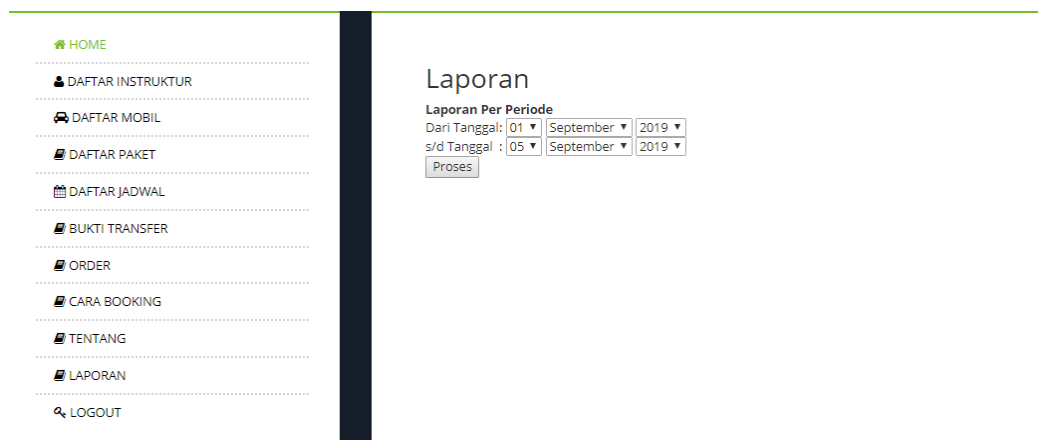 HOME
DAFTAR INSTRUKTUR
DAFTAR MOBIL
DAFTAR PAKET
DAFTAR JADWAL
BUKTI TRANSFER
ORDER
CARA BOOKING
TENTANG
LAPORAN
LOGOUT
Laporan
Laporan Per Periode
Dari Tanggal: 01 September 2019
s/d Tanggal : 05 September 2019
Proses